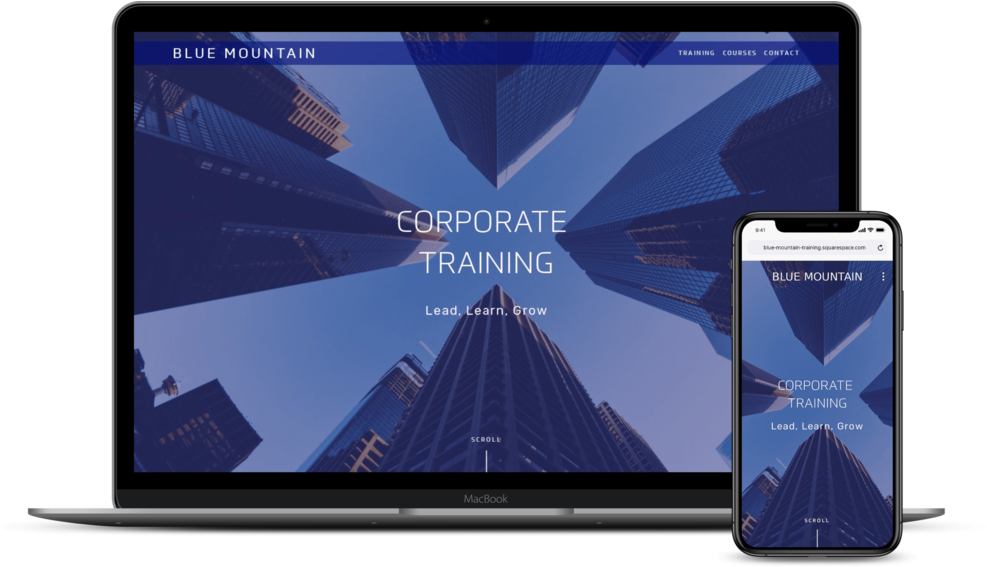 BLUE MOUNTAIN
TRAINING COURSES CONTACT
CORPORATE
TRAINING
Lead, Learn, Grow
SCROLL
MacBook
9:41
blue-mountain-training.squarespace.com
BLUE MOUNTAIN
CORPORATE
TRAINING
Lead, Learn, Grow
SCROLL